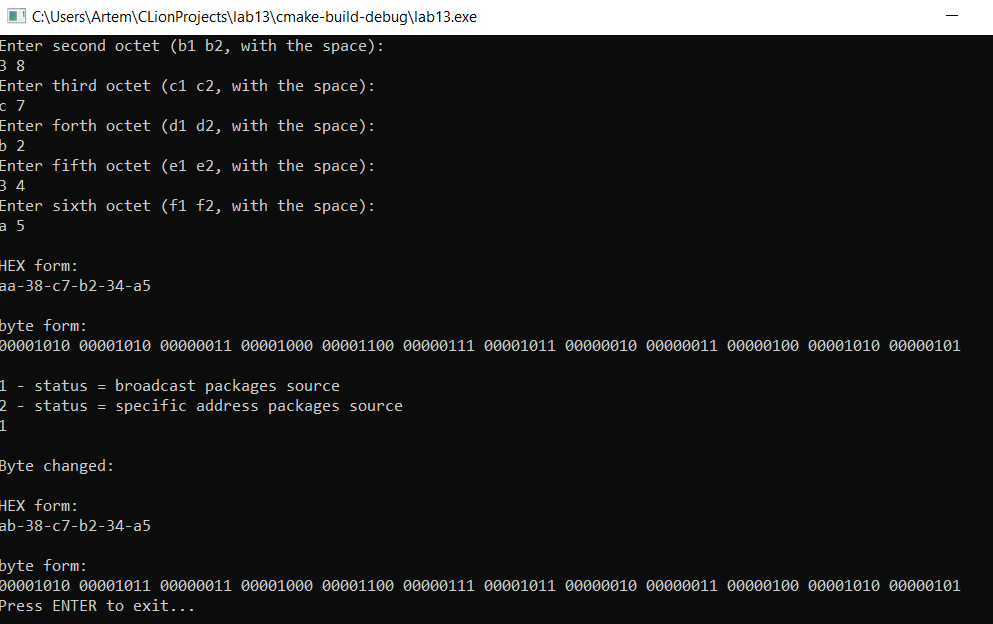 C:\Users\Artem\CLionProjects\lab13\cmake-build-debug\lab13.exe
Enter second octet (b1 b2, with the space):
3 8
Enter third octet (c1 c2, with the space):
c 7
Enter forth octet (d1 d2, with the space):
b 2
Enter fifth octet (e1 e2, with the space):
3 4
Enter sixth octet (f1 f2, with the space):
a 5
HEX form:
aa-38-c7-b2-34-a5
byte form:
00001010 00001010 00000011 00001000 00001100 00000111 00001011 00000010 00000011 00000100 00001010 00000101
1 - status = broadcast packages source
2 - status = specific address packages source
1
Byte changed:
HEX form:
ab-38-c7-b2-34-a5
byte form:
00001010 00001011 00000011 00001000 00001100 00000111 00001011 00000010 00000011 00000100 00001010 00000101
Press ENTER to exit...